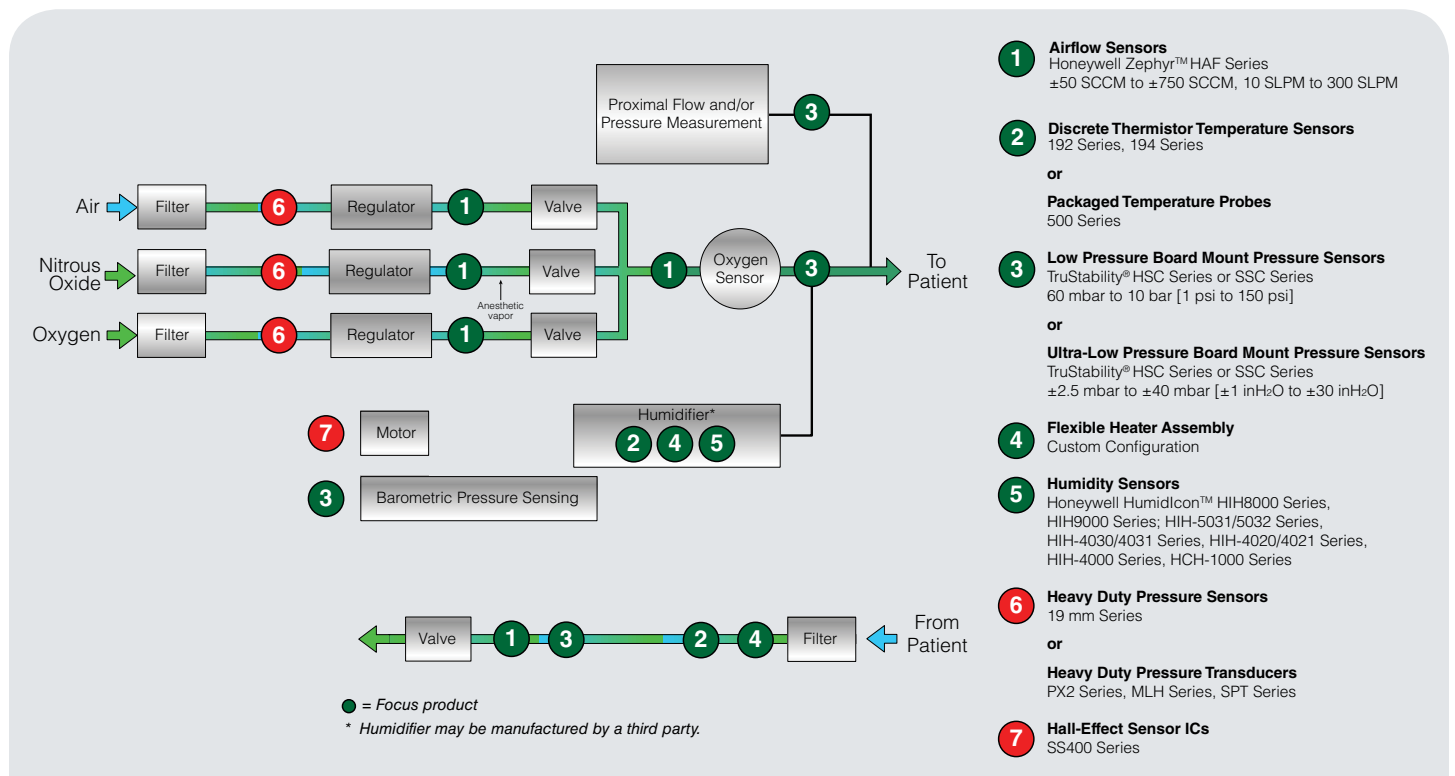 Proximal Flow and/or
Pressure Measurement
3
Air
Filter
6
Regulator
1
Valve
Nitrous
Oxide
Filter
6
Regulator
1
Anesthetic
vapor
Valve
1
Oxygen
Sensor
3
To
Patient
Oxygen
Filter
6
Regulator
1
Valve
7
Motor
Humidifier*
2 4 5
3
Barometric Pressure Sensing
Valve
1
3
2
4
Filter
From
Patient
= Focus product
* Humidifier may be manufactured by a third party.
1
Airflow Sensors
Honeywell Zephyr™ HAF Series
±50 SCCM to ±750 SCCM, 10 SLPM to 300 SLPM
2
Discrete Thermistor Temperature Sensors
192 Series, 194 Series
or
Packaged Temperature Probes
500 Series
3
Low Pressure Board Mount Pressure Sensors
TruStability® HSC Series or SSC Series
60 mbar to 10 bar [1 psi to 150 psi]
or
Ultra-Low Pressure Board Mount Pressure Sensors
TruStability® HSC Series or SSC Series
±2.5 mbar to ±40 mbar [±1 inH2O to ±30 inH2O]
4
Flexible Heater Assembly
Custom Configuration
5
Humidity Sensors
Honeywell HumidIcon™ HIH8000 Series,
HIH9000 Series; HIH-5031/5032 Series,
HIH-4030/4031 Series, HIH-4020/4021 Series,
HIH-4000 Series, HCH-1000 Series
6
Heavy Duty Pressure Sensors
19 mm Series
or
Heavy Duty Pressure Transducers
PX2 Series, MLH Series, SPT Series
7
Hall-Effect Sensor ICs
SS400 Series